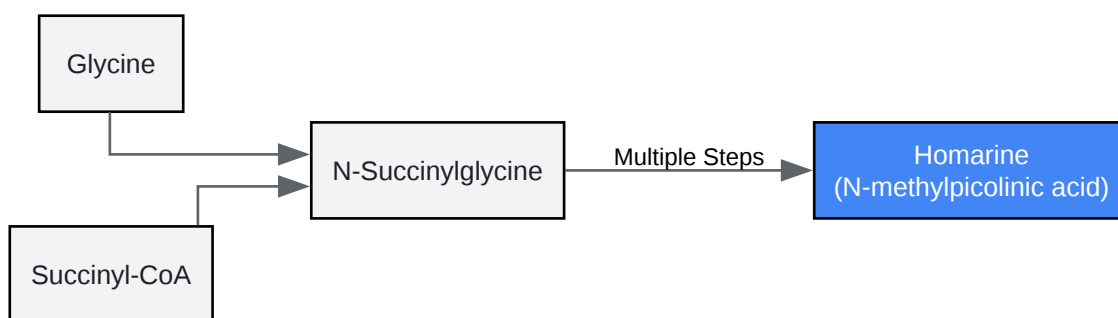 Glycine
N-Succinylglycine
Multiple Steps
Homarine
(N-methylpicolinic acid)
Succinyl-CoA